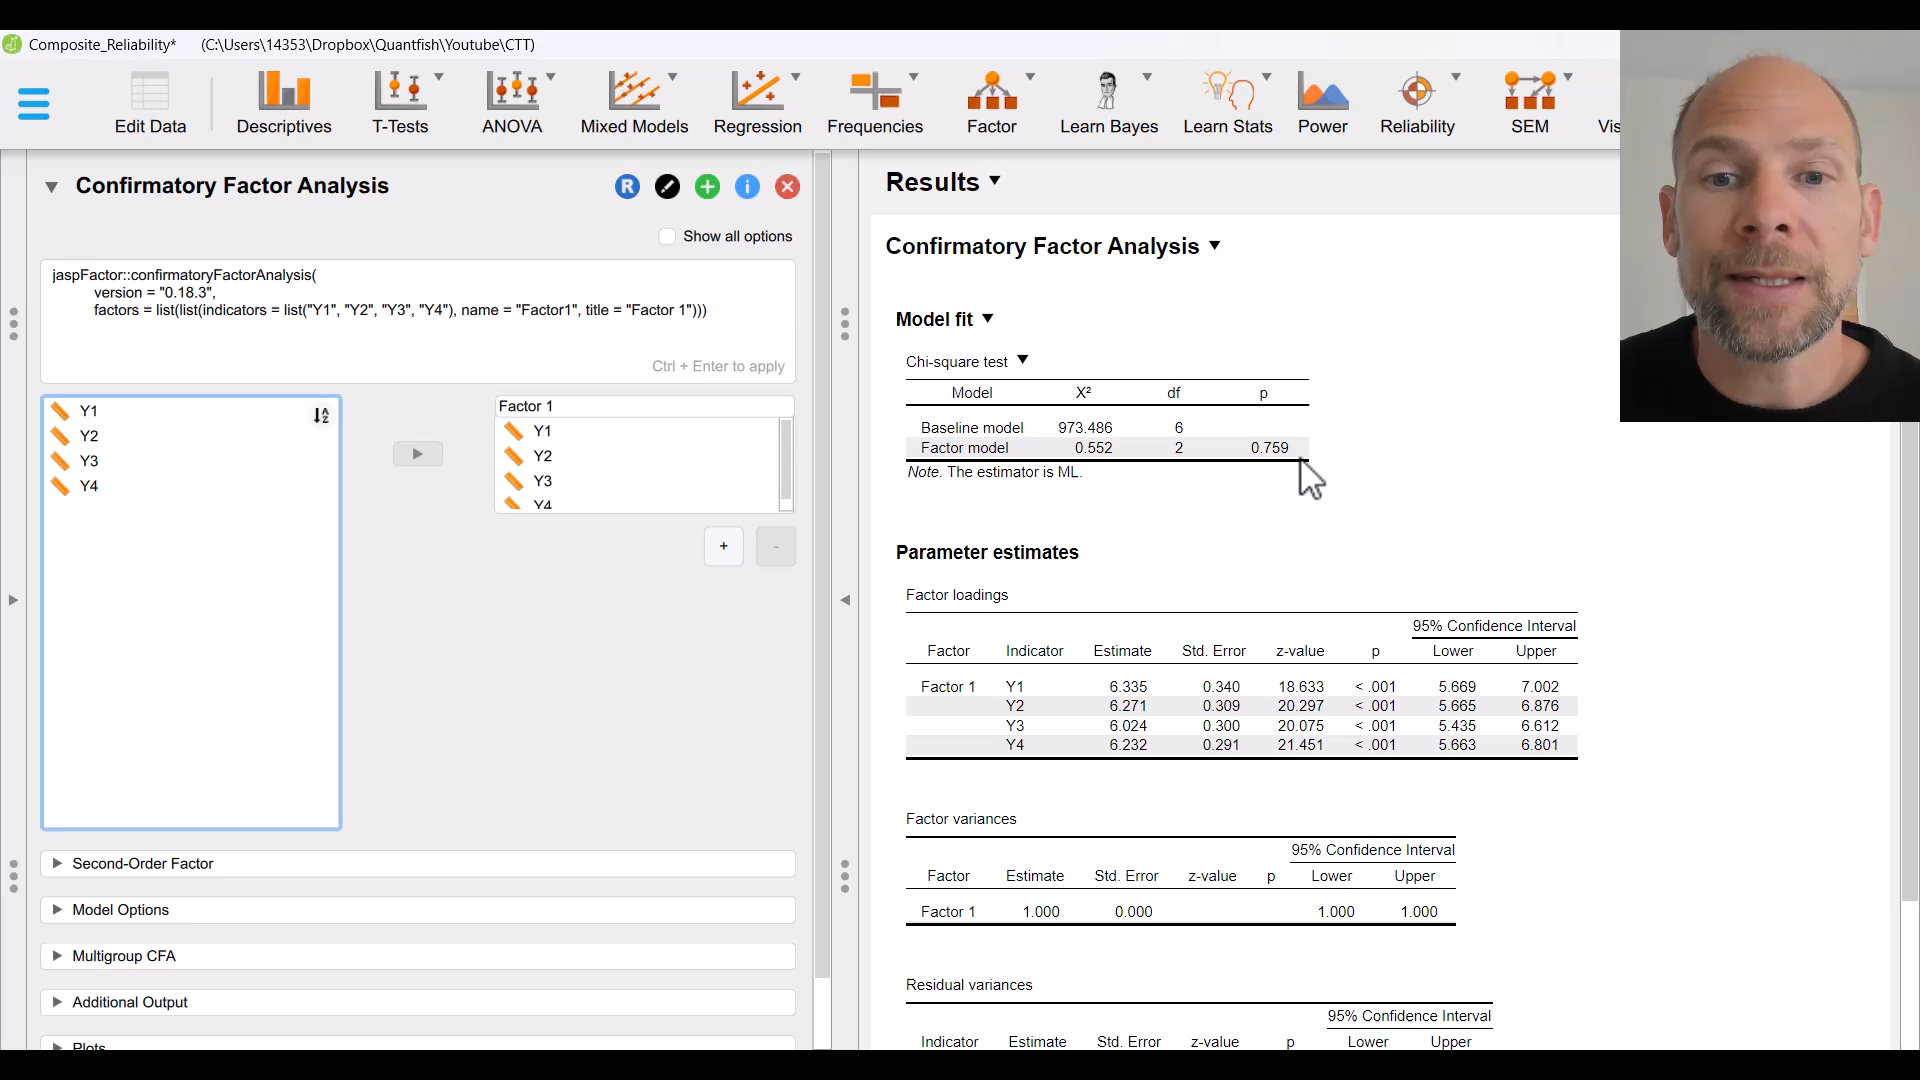 Composite_Reliability* (C:\Users\14353\Dropbox\Quantfish\Youtube\CTT)
Edit Data Descriptives T-Tests ANOVA Mixed Models Regression Frequencies Factor Learn Bayes Learn Stats Power Reliability SEM Vis
Confirmatory Factor Analysis
R i
Show all options
jaspFactor::confirmatoryFactorAnalysis(
version = "0.18.3",
factors = list(list(indicators = list("Y1", "Y2", "Y3", "Y4"), name = "Factor1", title = "Factor 1")))
Ctrl + Enter to apply
Y1
Y2
Y3
Y4
Factor 1
Y1
Y2
Y3
Y4
+ -
Second-Order Factor
Model Options
Multigroup CFA
Additional Output
Plots
Results
Confirmatory Factor Analysis
Model fit
Chi-square test
Model X² df p
Baseline model 973.486 6
Factor model 0.552 2 0.759
Note. The estimator is ML.
Parameter estimates
Factor loadings
95% Confidence Interval
Factor Indicator Estimate Std. Error z-value p Lower Upper
Factor 1 Y1 6.335 0.340 18.633 < .001 5.669 7.002
Y2 6.271 0.309 20.297 < .001 5.665 6.876
Y3 6.024 0.300 20.075 < .001 5.435 6.612
Y4 6.232 0.291 21.451 < .001 5.663 6.801
Factor variances
95% Confidence Interval
Factor Estimate Std. Error z-value p Lower Upper
Factor 1 1.000 0.000 1.000 1.000
Residual variances
95% Confidence Interval
Indicator Estimate Std. Error z-value p Lower Upper